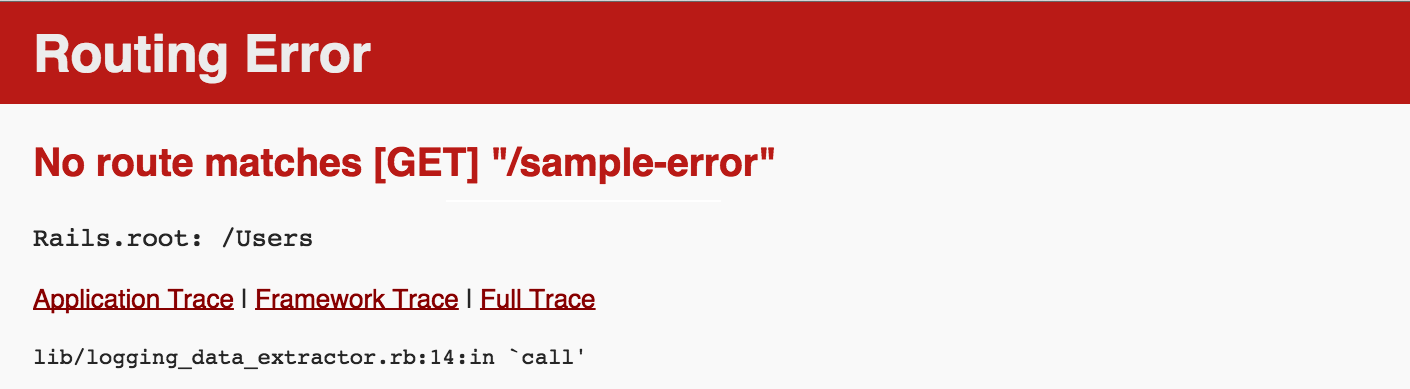 Routing Error
No route matches [GET] "/sample-error"
Rails.root: /Users
Application Trace | Framework Trace | Full Trace
lib/logging_data_extractor.rb:14:in `call'